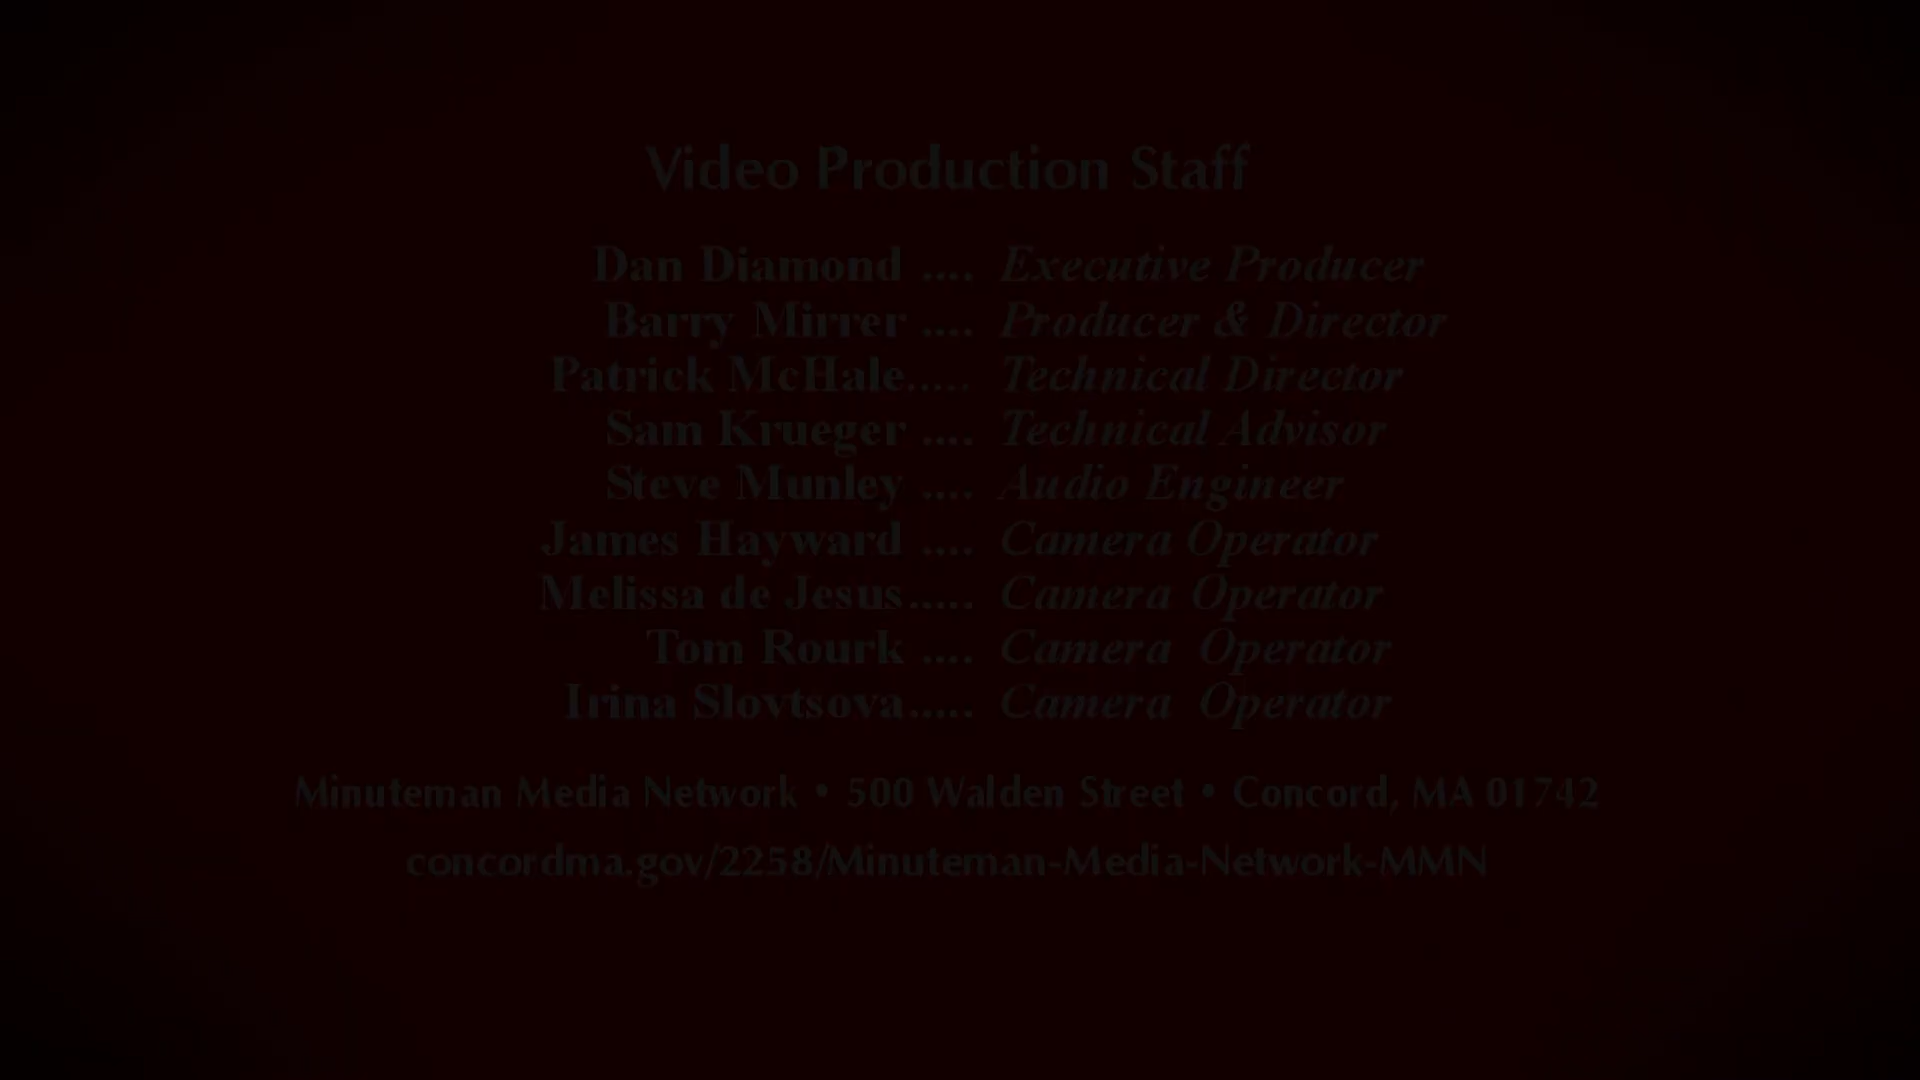 Video Production Staff
Dan Diamond .... Executive Producer
Barry Mirrer .... Producer & Director
Patrick McHale..... Technical Director
Sam Krueger .... Technical Advisor
Steve Munley .... Audio Engineer
James Hayward .... Camera Operator
Melissa de Jesus..... Camera Operator
Tom Rourk .... Camera Operator
Irina Slovtsova..... Camera Operator
Minuteman Media Network • 500 Walden Street • Concord, MA 01742
concordma.gov/2258/Minuteman-Media-Network-MMN